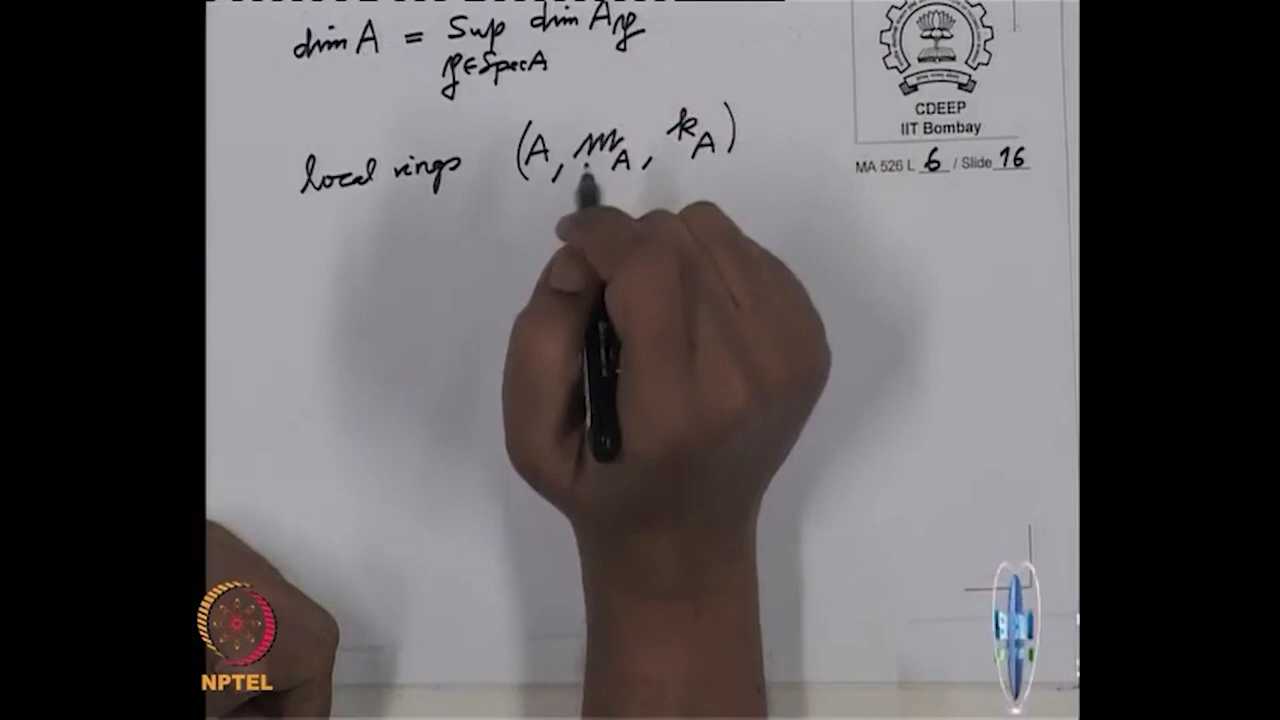 dim A = Sup dim A𝔭
𝔭∈Spec A
local rings (A, 𝔪_A, k_A)
CDEEP
IIT Bombay
MA 526 L 6 / Slide 16
NPTEL